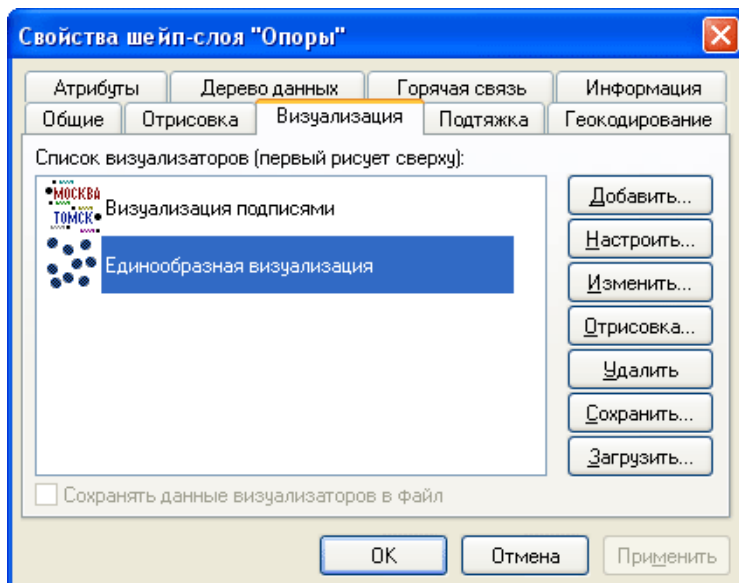 Свойства шейп-слоя "Опоры"
Атрибуты Дерево данных Горячая связь Информация
Общие Отрисовка Визуализация Подтяжка Геокодирование
Список визуализаторов (первый рисует сверху):
МОСКВА
ТОМСК
Визуализация подписями
Единообразная визуализация
Добавить...
Настроить...
Изменить...
Отрисовка...
Удалить
Сохранить...
Загрузить...
Сохранять данные визуализаторов в файл
OK Отмена Применить